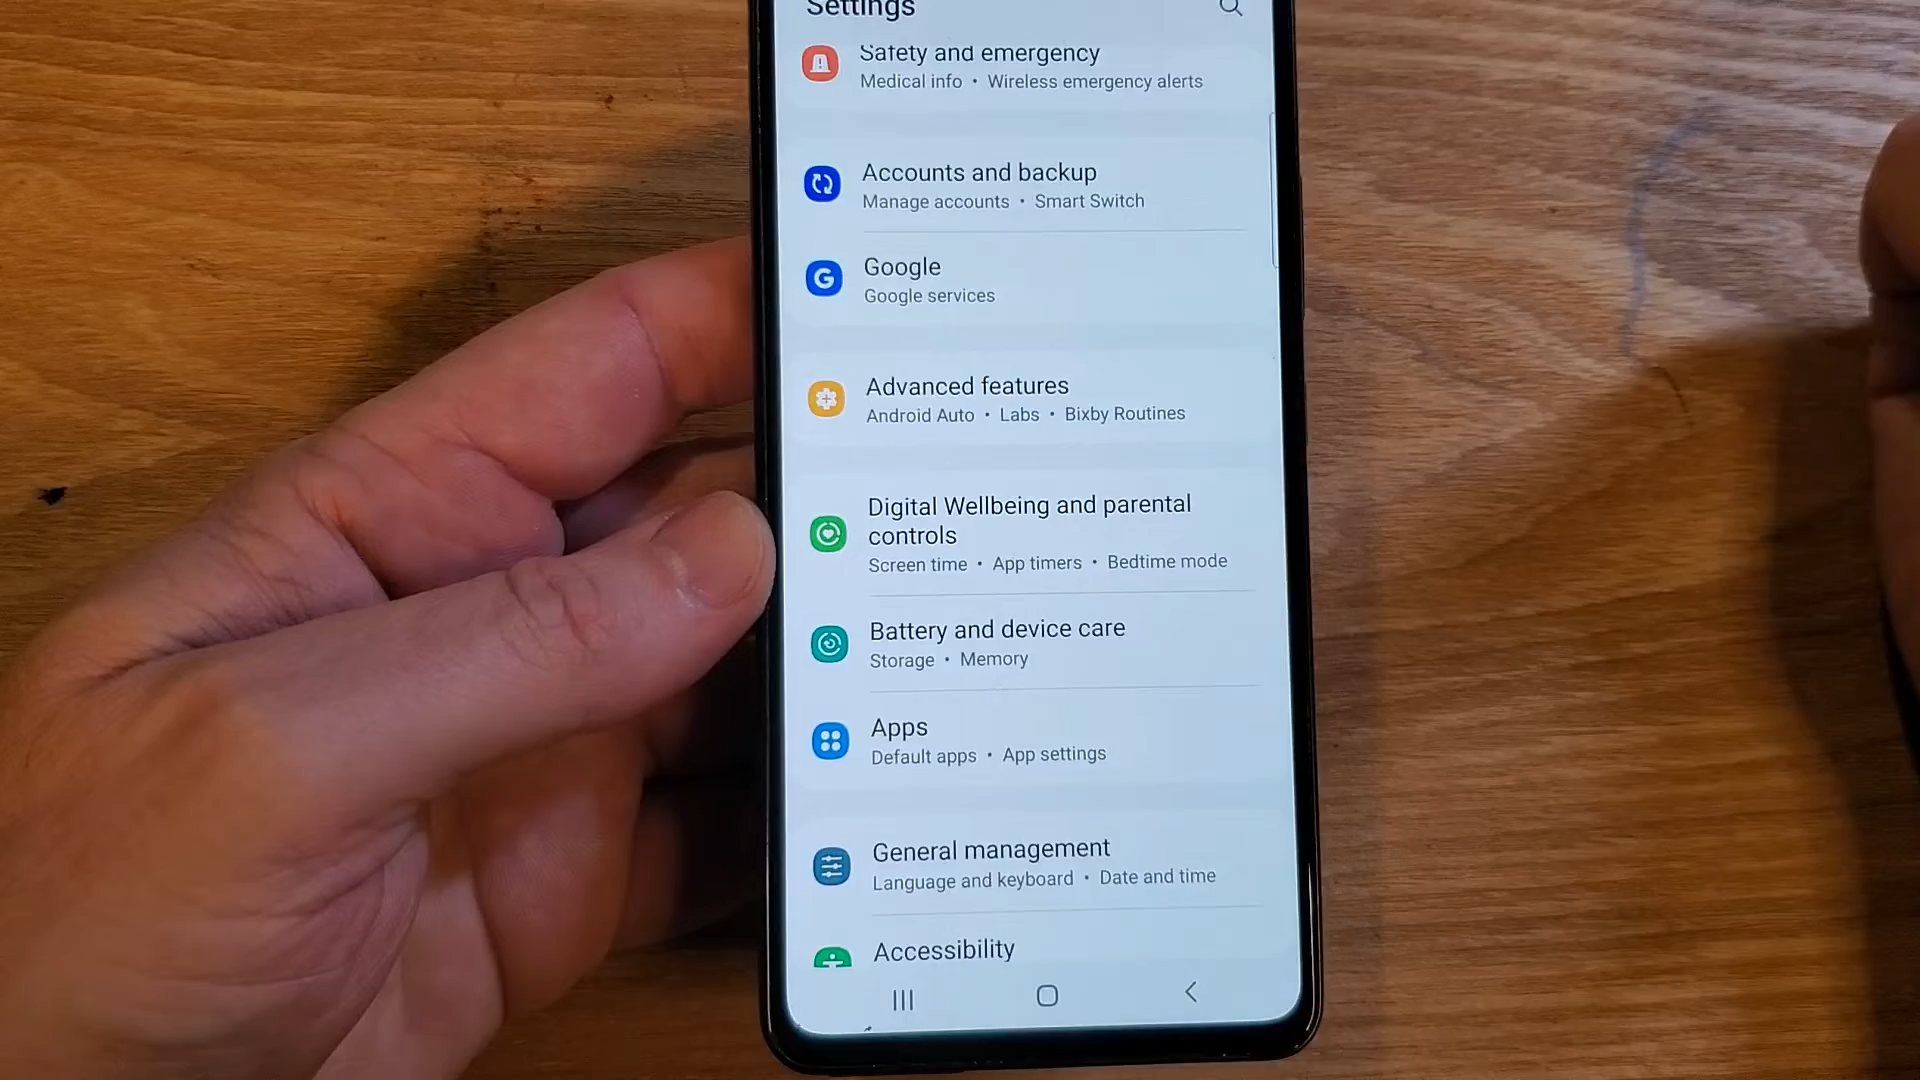 Settings
Safety and emergency
Medical info • Wireless emergency alerts
Accounts and backup
Manage accounts • Smart Switch
Google
Google services
Advanced features
Android Auto • Labs • Bixby Routines
Digital Wellbeing and parental
controls
Screen time • App timers • Bedtime mode
Battery and device care
Storage • Memory
Apps
Default apps • App settings
General management
Language and keyboard • Date and time
Accessibility